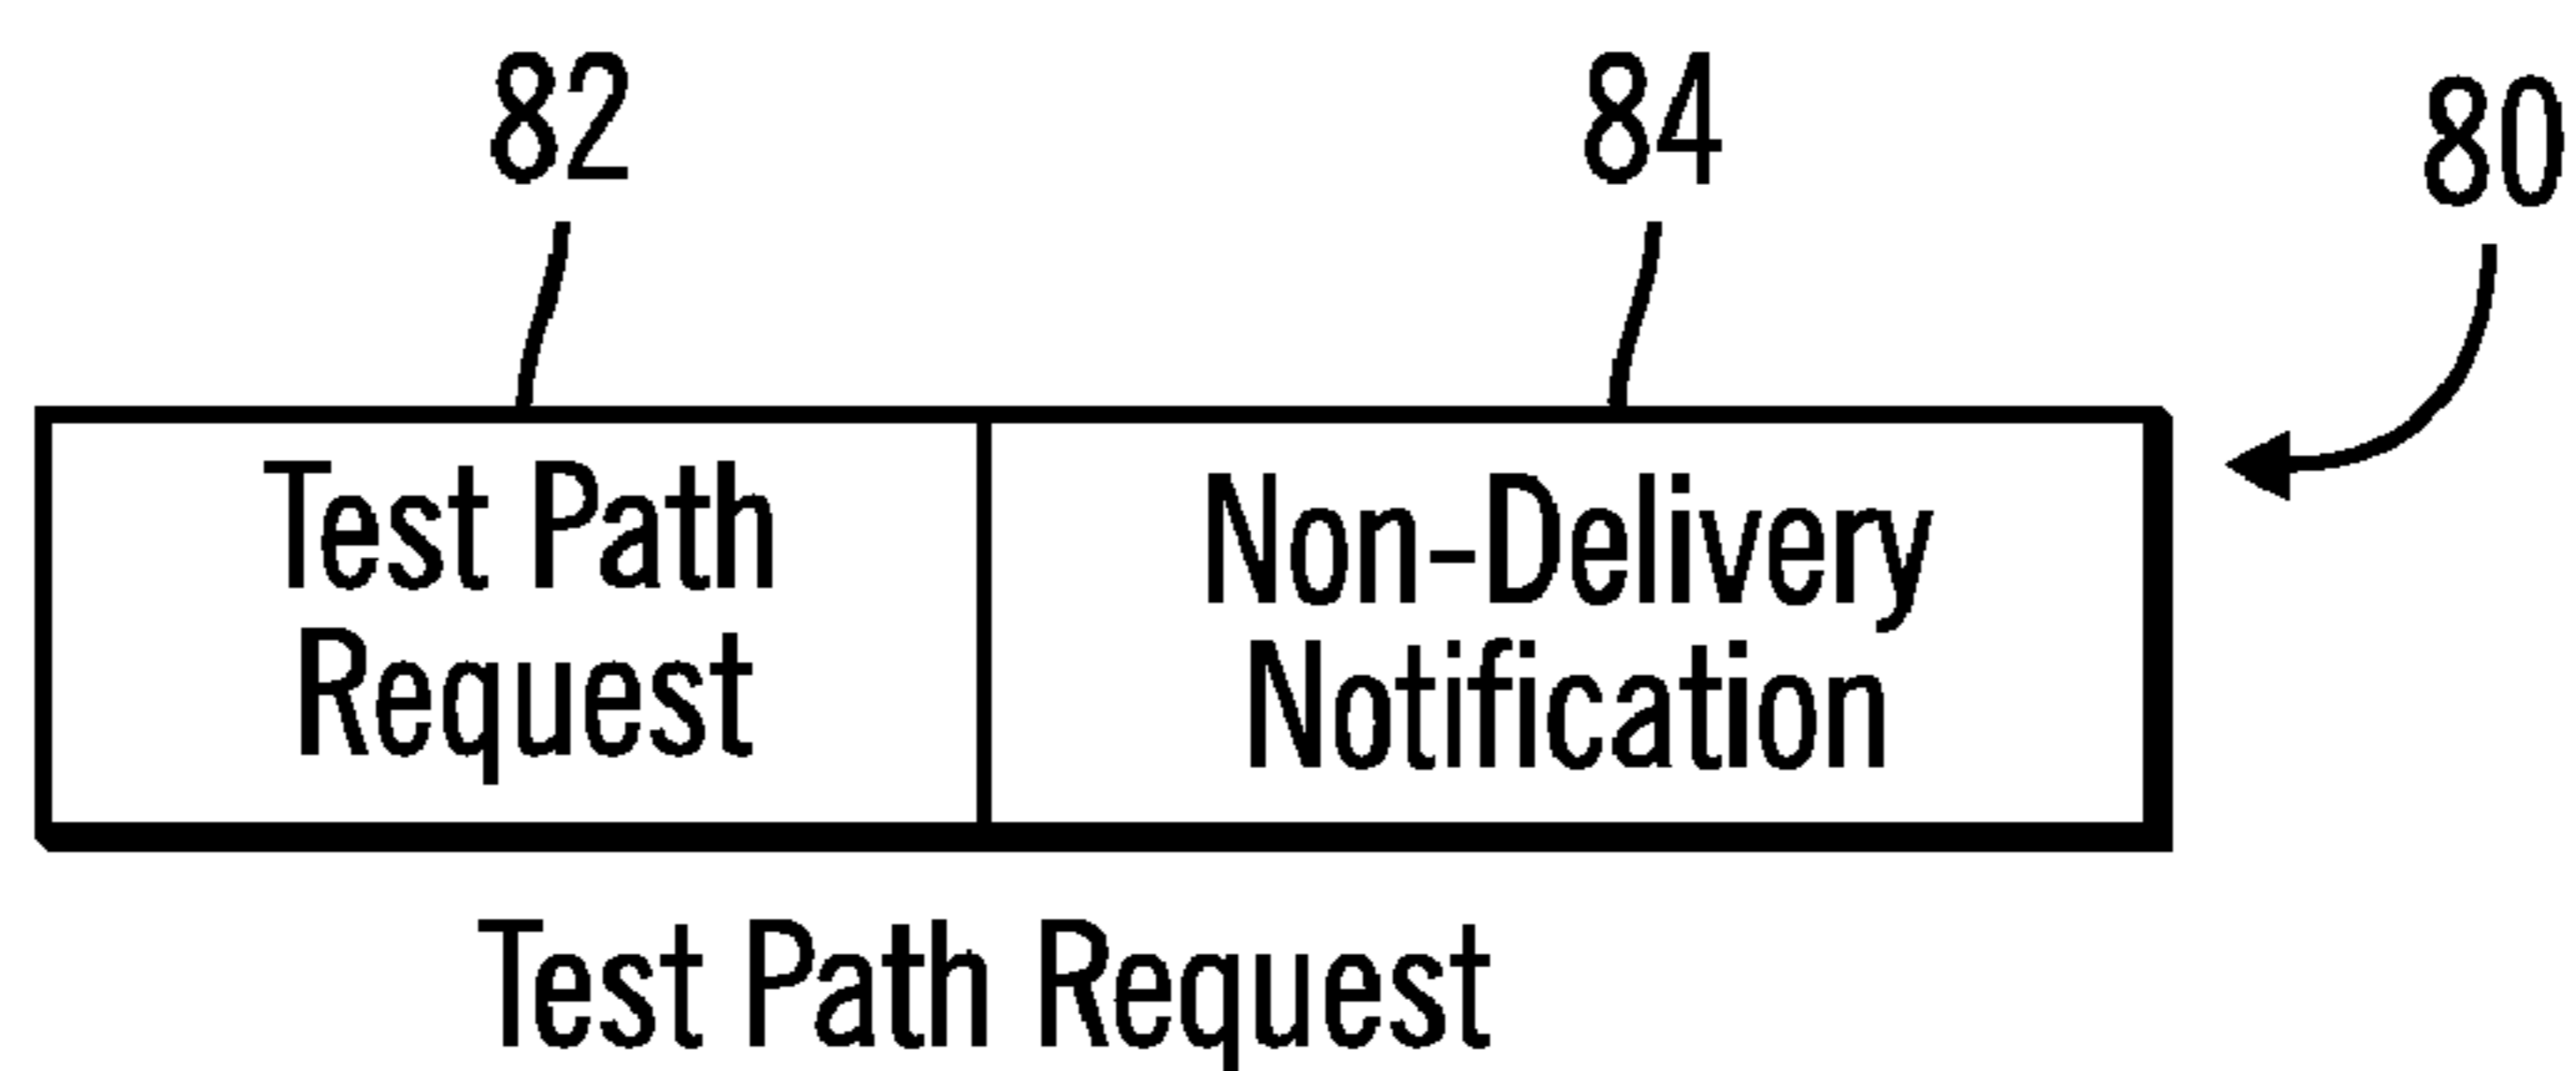 82
84
80
Test Path
Request
Non-Delivery
Notification
Test Path Request